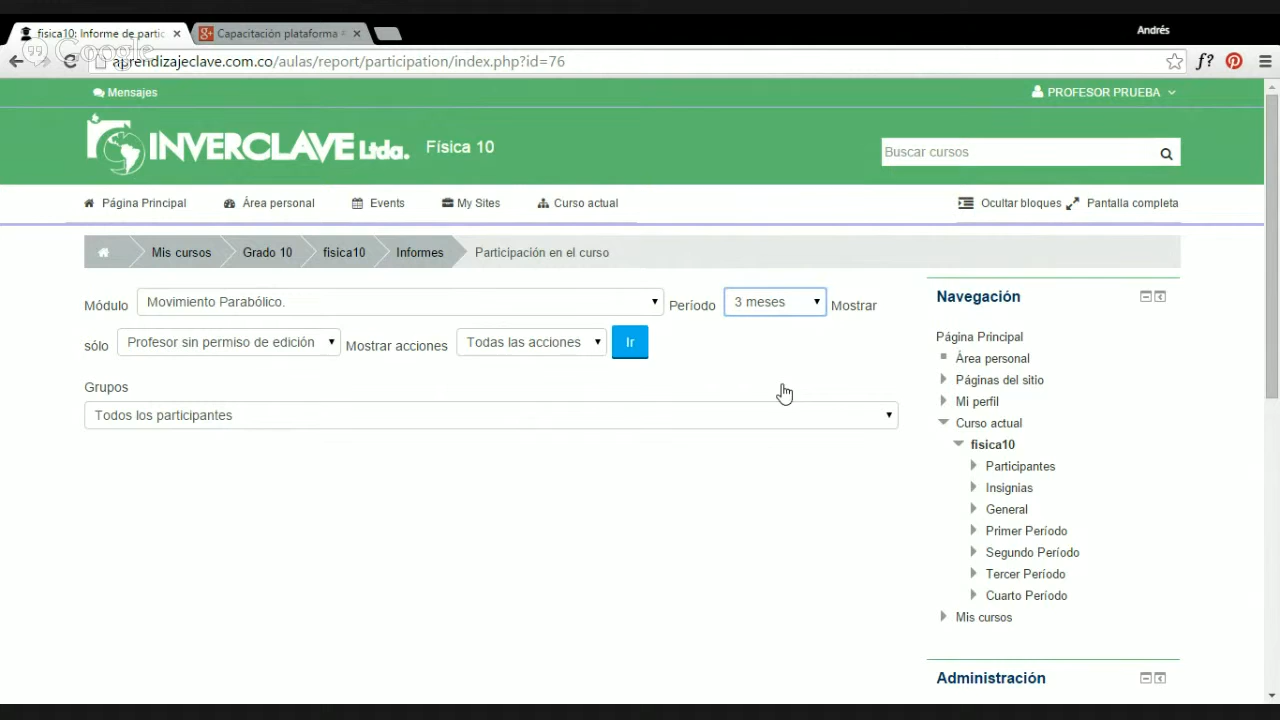 Andrés
fisica10: Informe de partic
Capacitación plataforma
Google
aprendizajeclave.com.co/aulas/report/participation/index.php?id=76
Mensajes
PROFESOR PRUEBA
INVERCLAVE Ltda.
Física 10
Buscar cursos
Página Principal
Área personal
Events
My Sites
Curso actual
Ocultar bloques
Pantalla completa
Mis cursos
Grado 10
fisica10
Informes
Participación en el curso
Módulo
Movimiento Parabólico.
Período
3 meses
Mostrar
sólo
Profesor sin permiso de edición
Mostrar acciones
Todas las acciones
Ir
Grupos
Todos los participantes
Navegación
Página Principal
Área personal
Páginas del sitio
Mi perfil
Curso actual
fisica10
Participantes
Insignias
General
Primer Período
Segundo Período
Tercer Período
Cuarto Período
Mis cursos
Administración